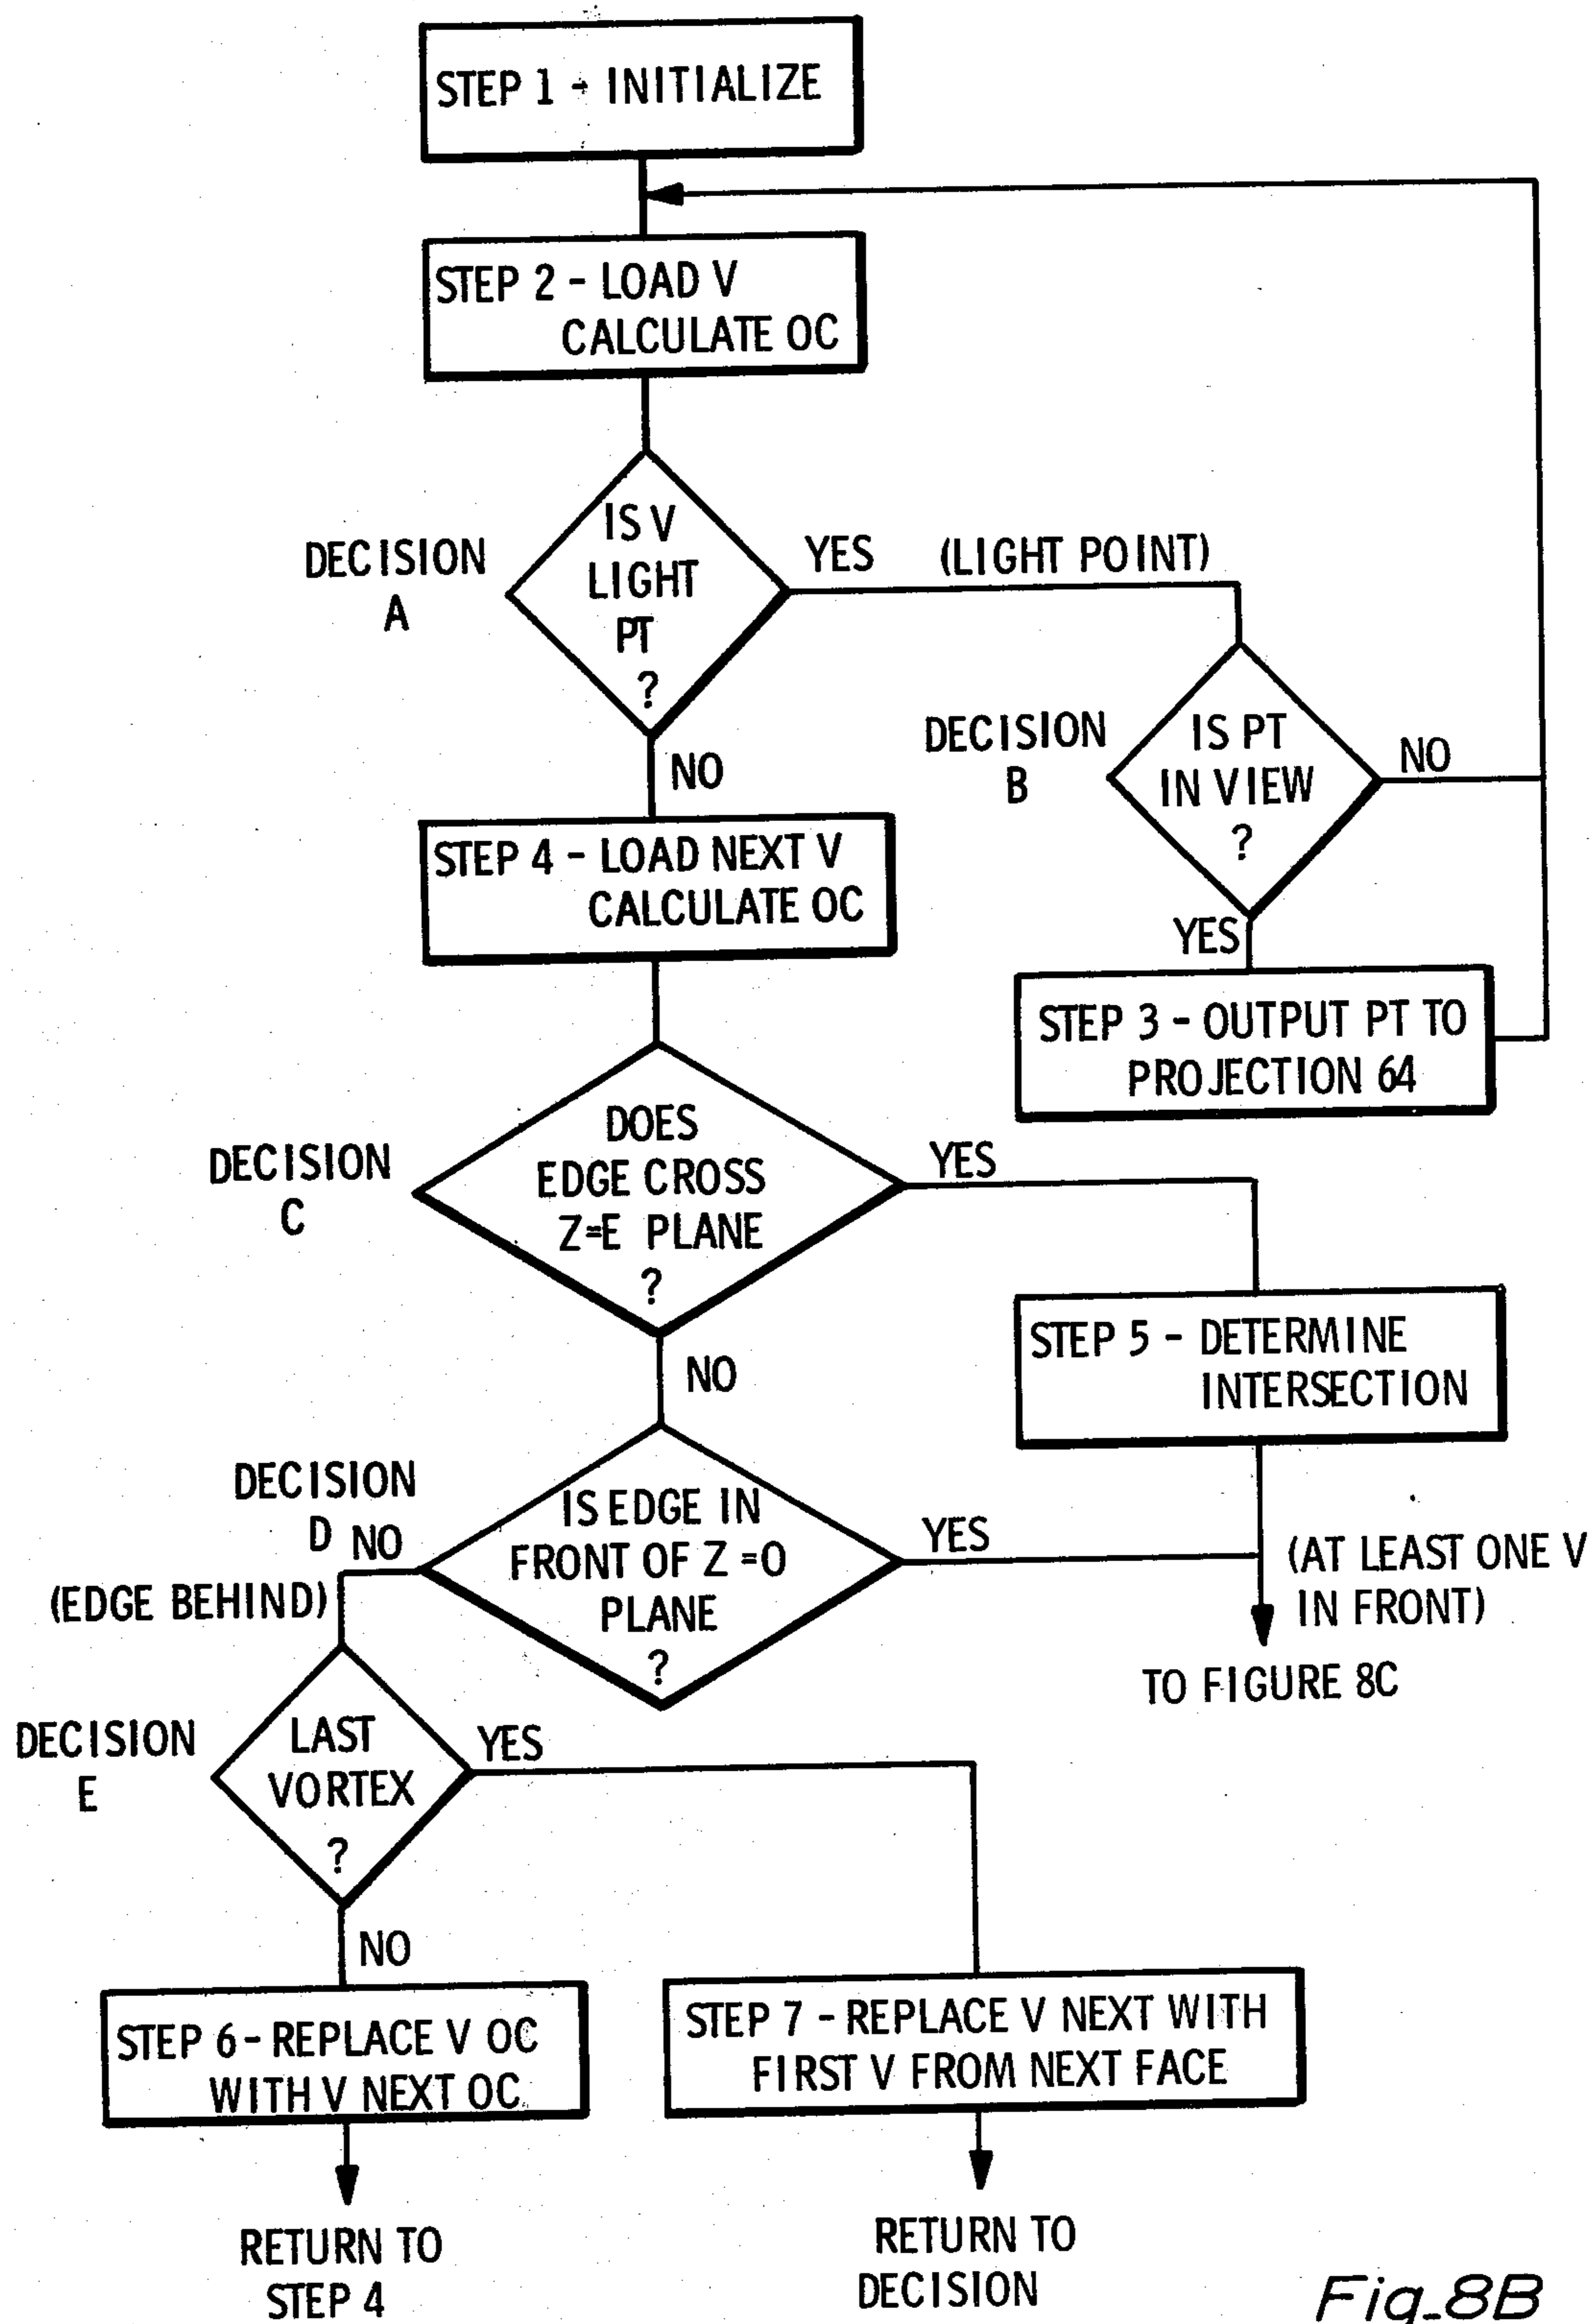 STEP 1 - INITIALIZE
STEP 2 - LOAD V
CALCULATE OC
DECISION
A
IS V
LIGHT
PT
?
YES (LIGHT POINT)
NO
DECISION
B
IS PT
IN VIEW
?
NO
YES
STEP 3 - OUTPUT PT TO
PROJECTION 64
STEP 4 - LOAD NEXT V
CALCULATE OC
DECISION
C
DOES
EDGE CROSS
Z=E PLANE
?
YES
NO
STEP 5 - DETERMINE
INTERSECTION
DECISION
D
IS EDGE IN
FRONT OF Z =0
PLANE
?
YES
NO
(EDGE BEHIND)
(AT LEAST ONE V
IN FRONT)
TO FIGURE 8C
DECISION
E
LAST
VORTEX
?
YES
NO
STEP 6 - REPLACE V OC
WITH V NEXT OC
STEP 7 - REPLACE V NEXT WITH
FIRST V FROM NEXT FACE
RETURN TO
STEP 4
RETURN TO
DECISION
Fig_8B